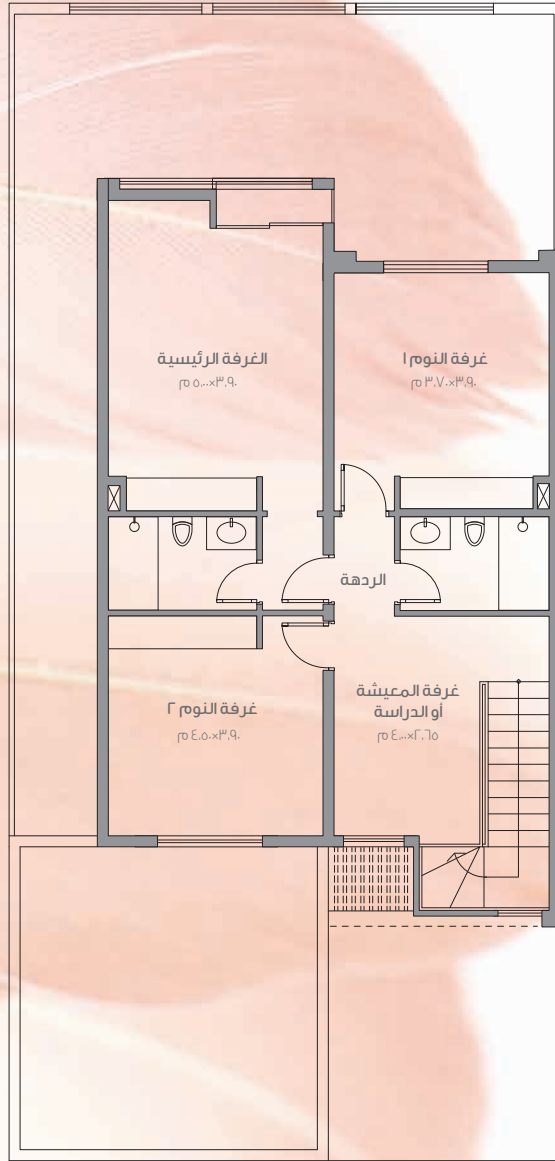 غرفة النوم ١
٣,٧٠×٣,٩٠ م
الغرفة الرئيسية
٥,٠٠×٣,٩٠ م
الردهة
غرفة المعيشة
أو الدراسة
٤,٠٠×٢,٦٥ م
غرفة النوم ٢
٤,٥٠×٣,٩٠ م